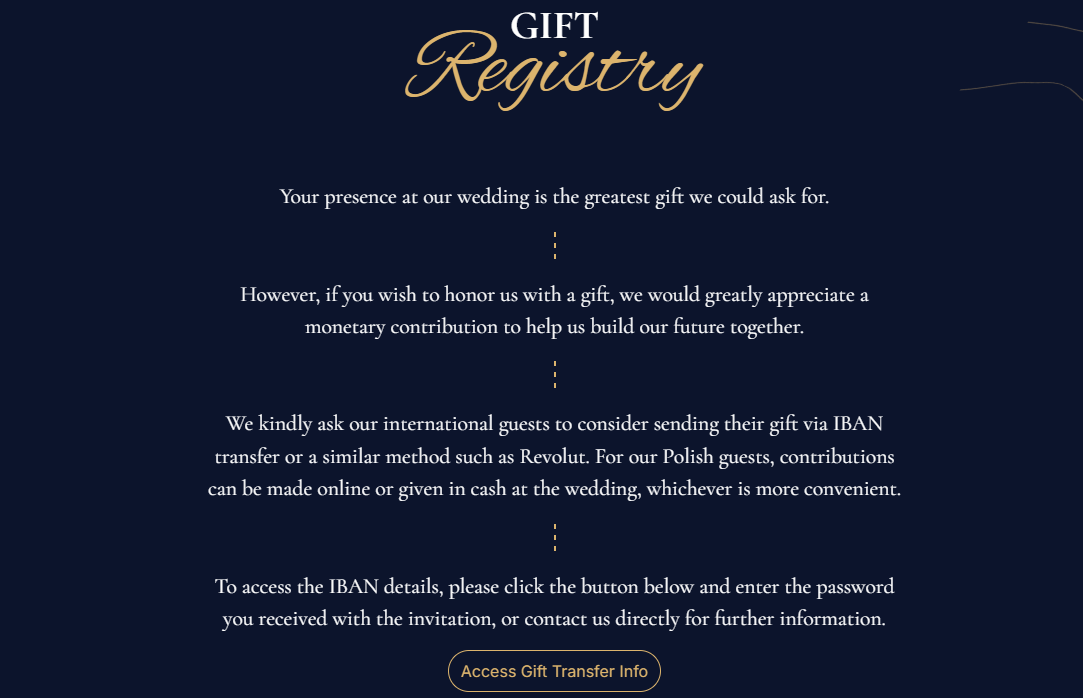 GIFT
Registry
Your presence at our wedding is the greatest gift we could ask for.
However, if you wish to honor us with a gift, we would greatly appreciate a
monetary contribution to help us build our future together.
We kindly ask our international guests to consider sending their gift via IBAN
transfer or a similar method such as Revolut. For our Polish guests, contributions
can be made online or given in cash at the wedding, whichever is more convenient.
To access the IBAN details, please click the button below and enter the password
you received with the invitation, or contact us directly for further information.
Access Gift Transfer Info